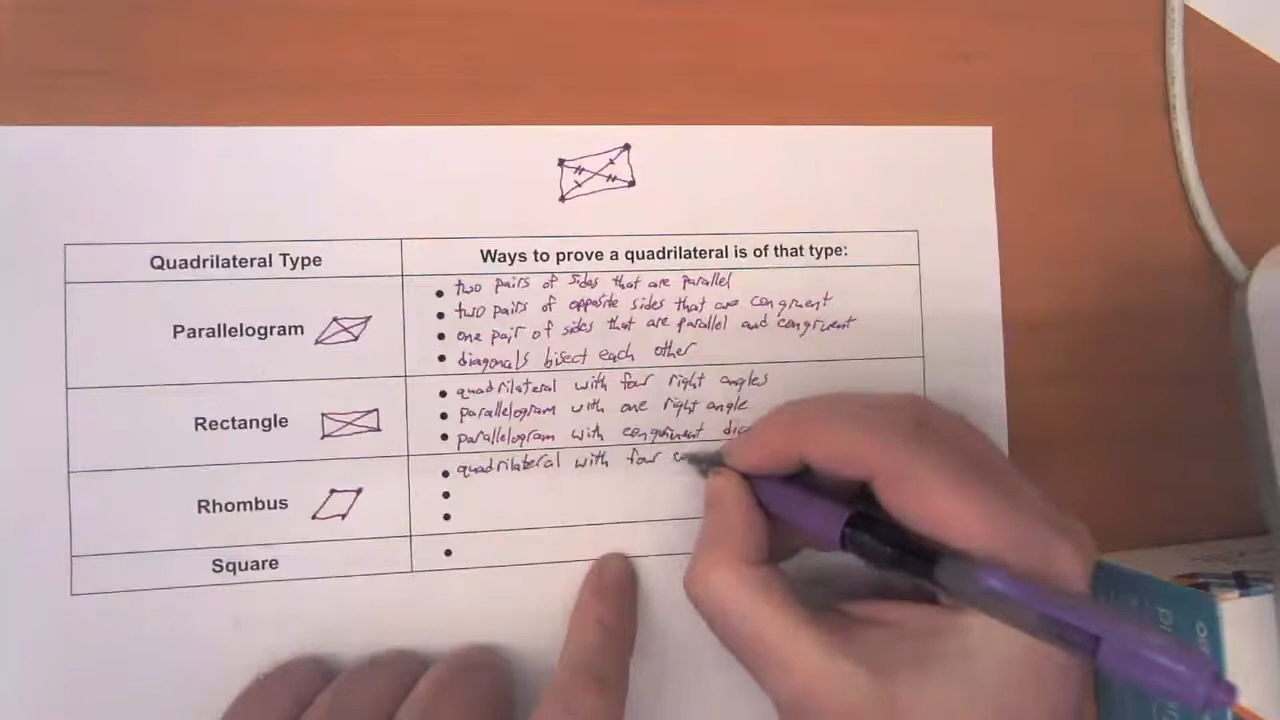 Quadrilateral Type
Ways to prove a quadrilateral is of that type:
Parallelogram
two pairs of sides that are parallel
two pairs of opposite sides that are congruent
one pair of sides that are parallel and congruent
diagonals bisect each other
Rectangle
quadrilateral with four right angles
parallelogram with one right angle
parallelogram with congruent
Rhombus
quadrilateral with four
Square